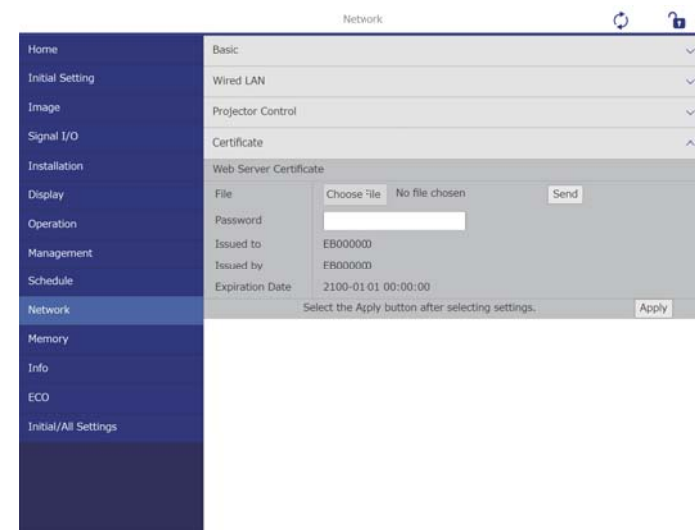 Network
Home
Initial Setting
Image
Signal I/O
Installation
Display
Operation
Management
Schedule
Network
Memory
Info
ECO
Initial/All Settings
Basic
Wired LAN
Projector Control
Certificate
Web Server Certificate
File Choose File No file chosen Send
Password
Issued to EB000000
Issued by EB000000
Expiration Date 2100-01 01 00:00:00
Select the Apply button after selecting settings. Apply